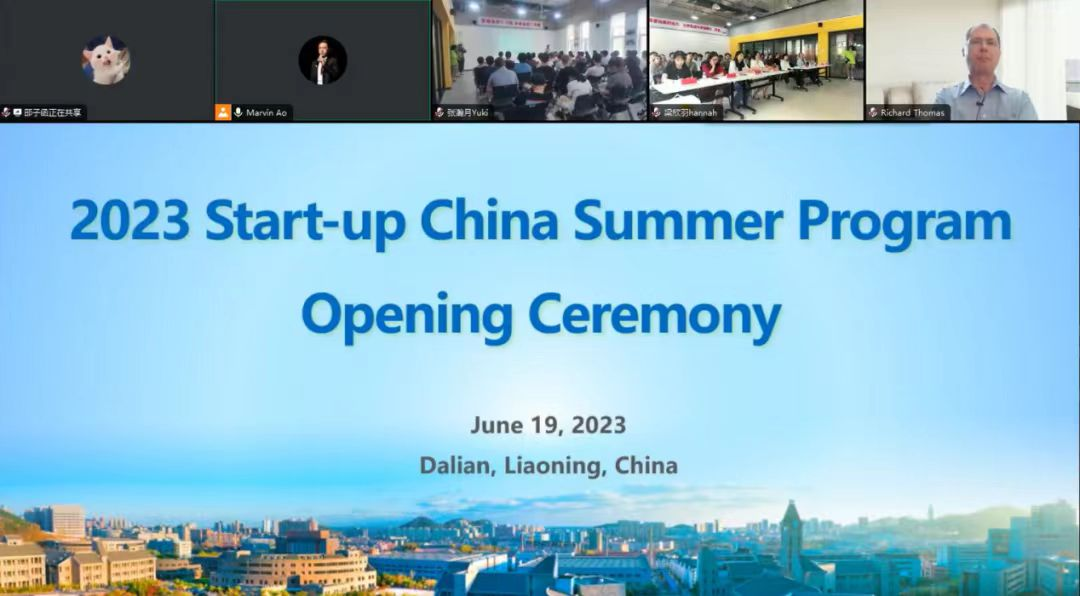 邵子函正在共享
Marvin Ao
张瀚月Yuki
梁欣羽hannah
Richard Thomas
2023 Start-up China Summer Program
Opening Ceremony
June 19, 2023
Dalian, Liaoning, China